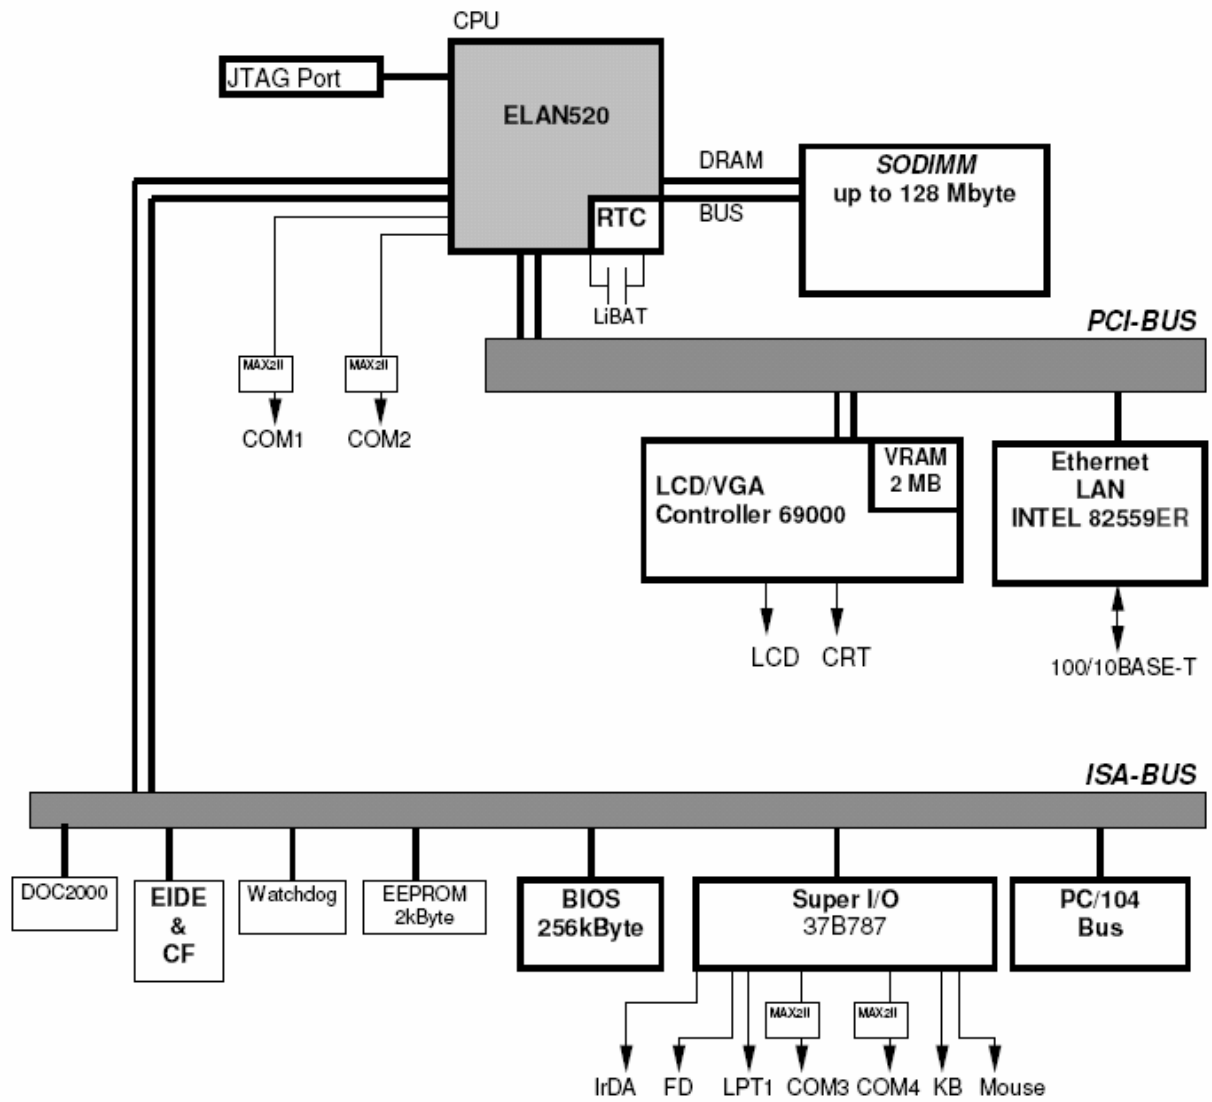 CPU
JTAG Port
ELAN520
DRAM
SODIMM
up to 128 Mbyte
RTC
BUS
LiBAT
PCI-BUS
MAX211
MAX211
COM1
COM2
LCD/VGA
Controller 69000
VRAM
2 MB
Ethernet
LAN
INTEL 82559ER
LCD
CRT
100/10BASE-T
ISA-BUS
DOC2000
EIDE
&
CF
Watchdog
EEPROM
2kByte
BIOS
256kByte
Super I/O
37B787
PC/104
Bus
MAX211
MAX211
IrDA
FD
LPT1
COM3
COM4
KB
Mouse